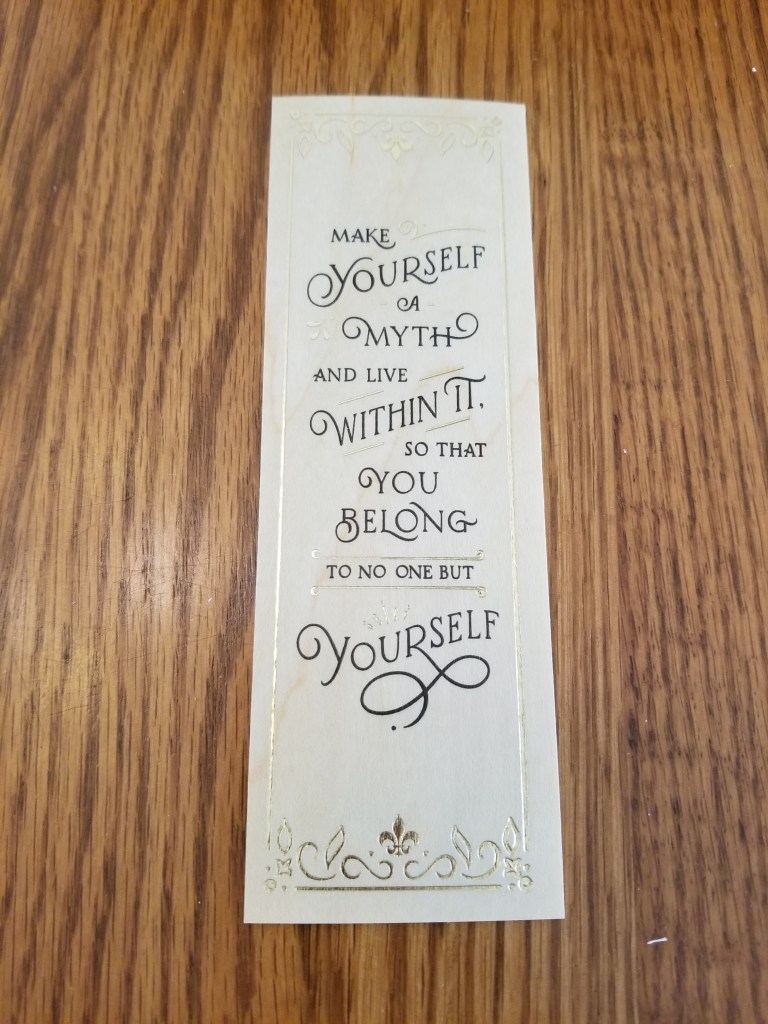 MAKE
YOURSELF
A
MYTH
AND LIVE
WITHIN IT,
SO THAT
YOU
BELONG
TO NO ONE BUT
YOURSELF